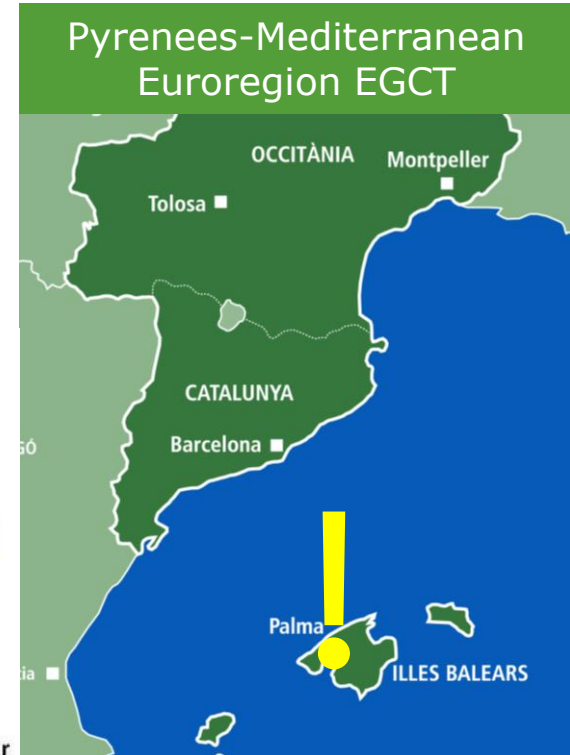 Pyrenees-Mediterranean
Euroregion EGCT
OCCITÀNIA
Montpeller
Tolosa
CATALUNYA
Barcelona
Palma
ILLES BALEARS